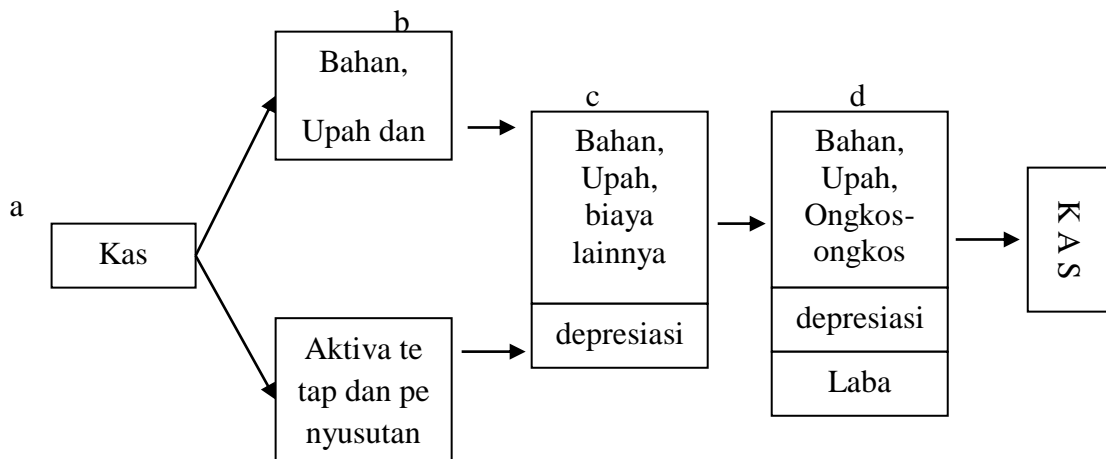 a
Kas
b
Bahan,
Upah dan
Aktiva te
tap dan pe
nyusutan
c
Bahan,
Upah,
biaya
lainnya
depresiasi
d
Bahan,
Upah,
Ongkos-
ongkos
depresiasi
Laba
K A S